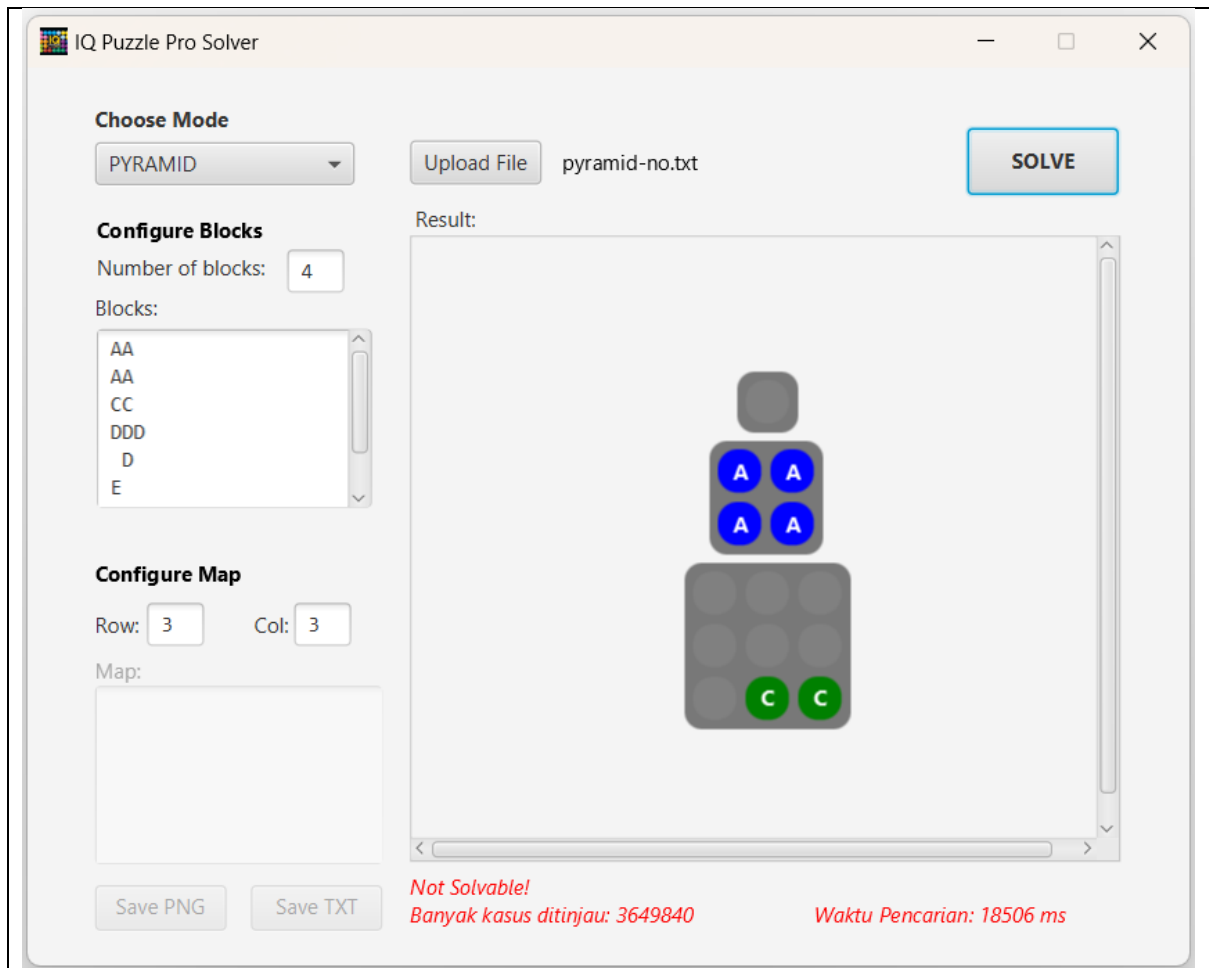 IQ Puzzle Pro Solver
Choose Mode
PYRAMID
Upload File
pyramid-no.txt
SOLVE
Configure Blocks
Number of blocks: 4
Blocks:
AA
AA
CC
DDD
  D
E
Configure Map
Row: 3 Col: 3
Map:
Save PNG
Save TXT
Result:
A A
A A
C C
Not Solvable!
Banyak kasus ditinjau: 3649840
Waktu Pencarian: 18506 ms